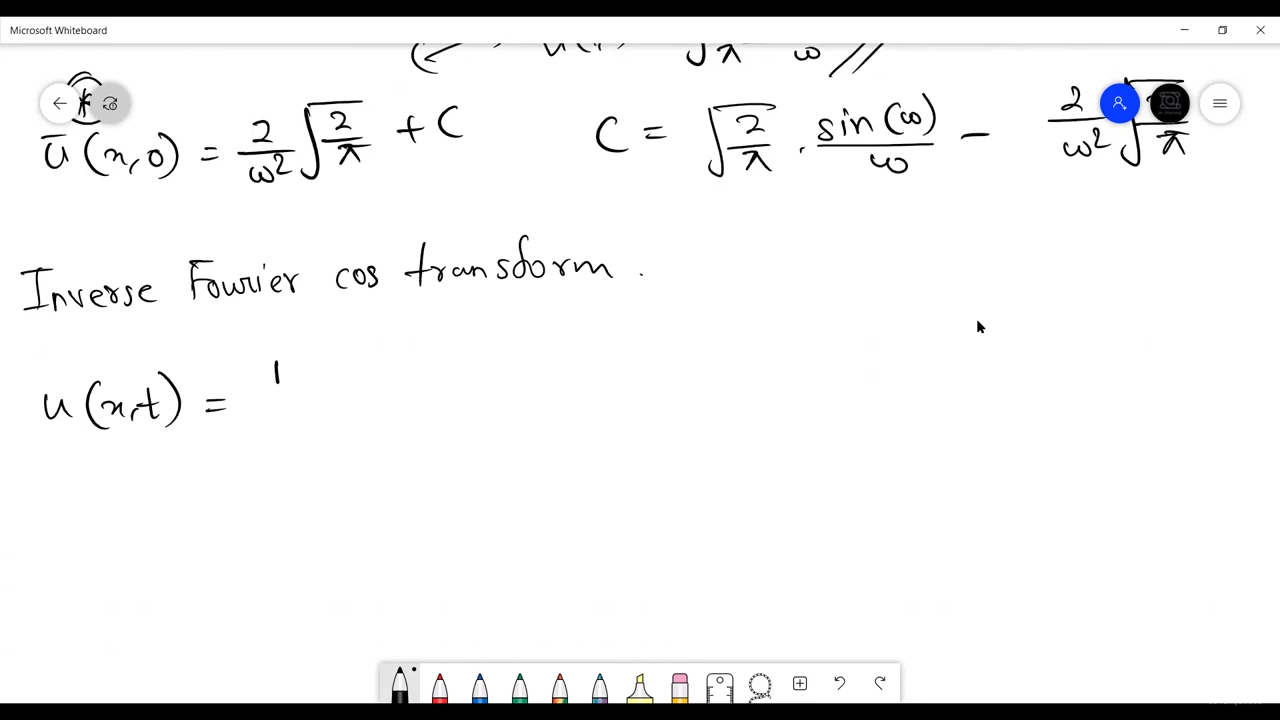 Microsoft Whiteboard
π ω //
ū (x, 0) = 2/ω² √(2/π) + C C = √(2/π) . sin(ω)/ω − 2/ω² √ /π
Inverse Fourier cos transform .
u (x, t) =